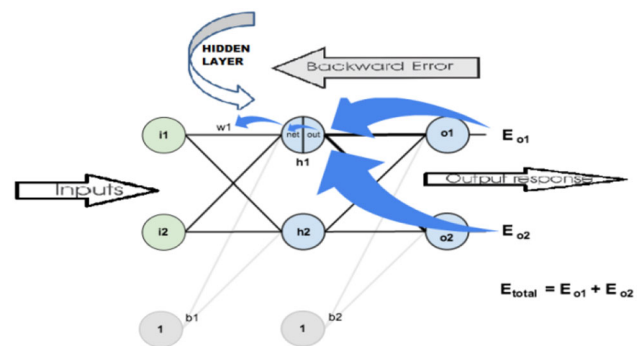 HIDDEN
LAYER
Backward Error
w1
i1
net
out
o1
E o1
h1
Inputs
Output response
i2
h2
o2
E o2
E total = E o1 + E o2
b1
b2
1
1